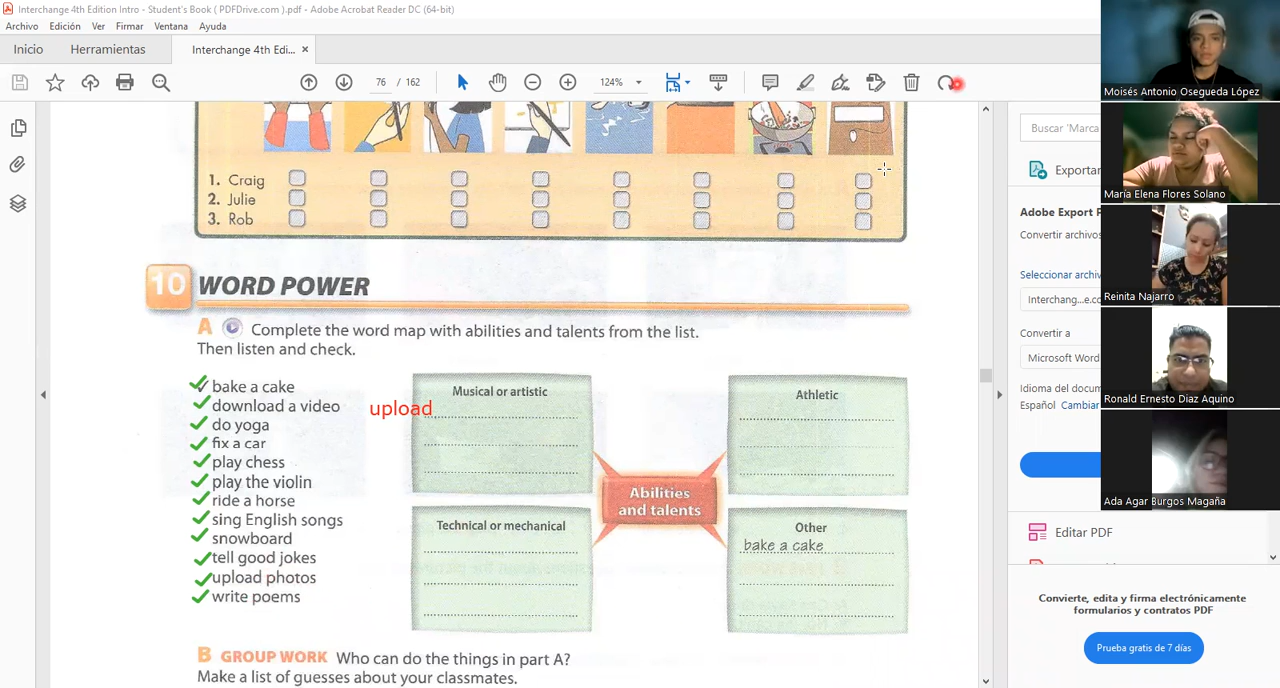 Interchange 4th Edition Intro - Student's Book ( PDFDrive.com ).pdf - Adobe Acrobat Reader DC (64-bit)
Archivo Edición Ver Firmar Ventana Ayuda
Inicio Herramientas Interchange 4th Edi... ×
76 / 162 124%
1. Craig
2. Julie
3. Rob
10 WORD POWER
A Complete the word map with abilities and talents from the list.
Then listen and check.
bake a cake
download a video
do yoga
fix a car
play chess
play the violin
ride a horse
sing English songs
snowboard
tell good jokes
upload photos
write poems
upload
Musical or artistic
Athletic
Abilities
and talents
Technical or mechanical
Other
bake a cake
B GROUP WORK Who can do the things in part A?
Make a list of guesses about your classmates.
Buscar 'Marca
Exportar
Adobe Export P
Convertir archivos
Seleccionar archiv
Interchang...e.co
Convertir a
Microsoft Word
Idioma del docum
Español Cambiar
Editar PDF
Convierte, edita y firma electrónicamente
formularios y contratos PDF
Prueba gratis de 7 días
Moisés Antonio Osegueda López
María Elena Flores Solano
Reinita Najarro
Ronald Ernesto Diaz Aquino
Ada Agar Burgos Magaña